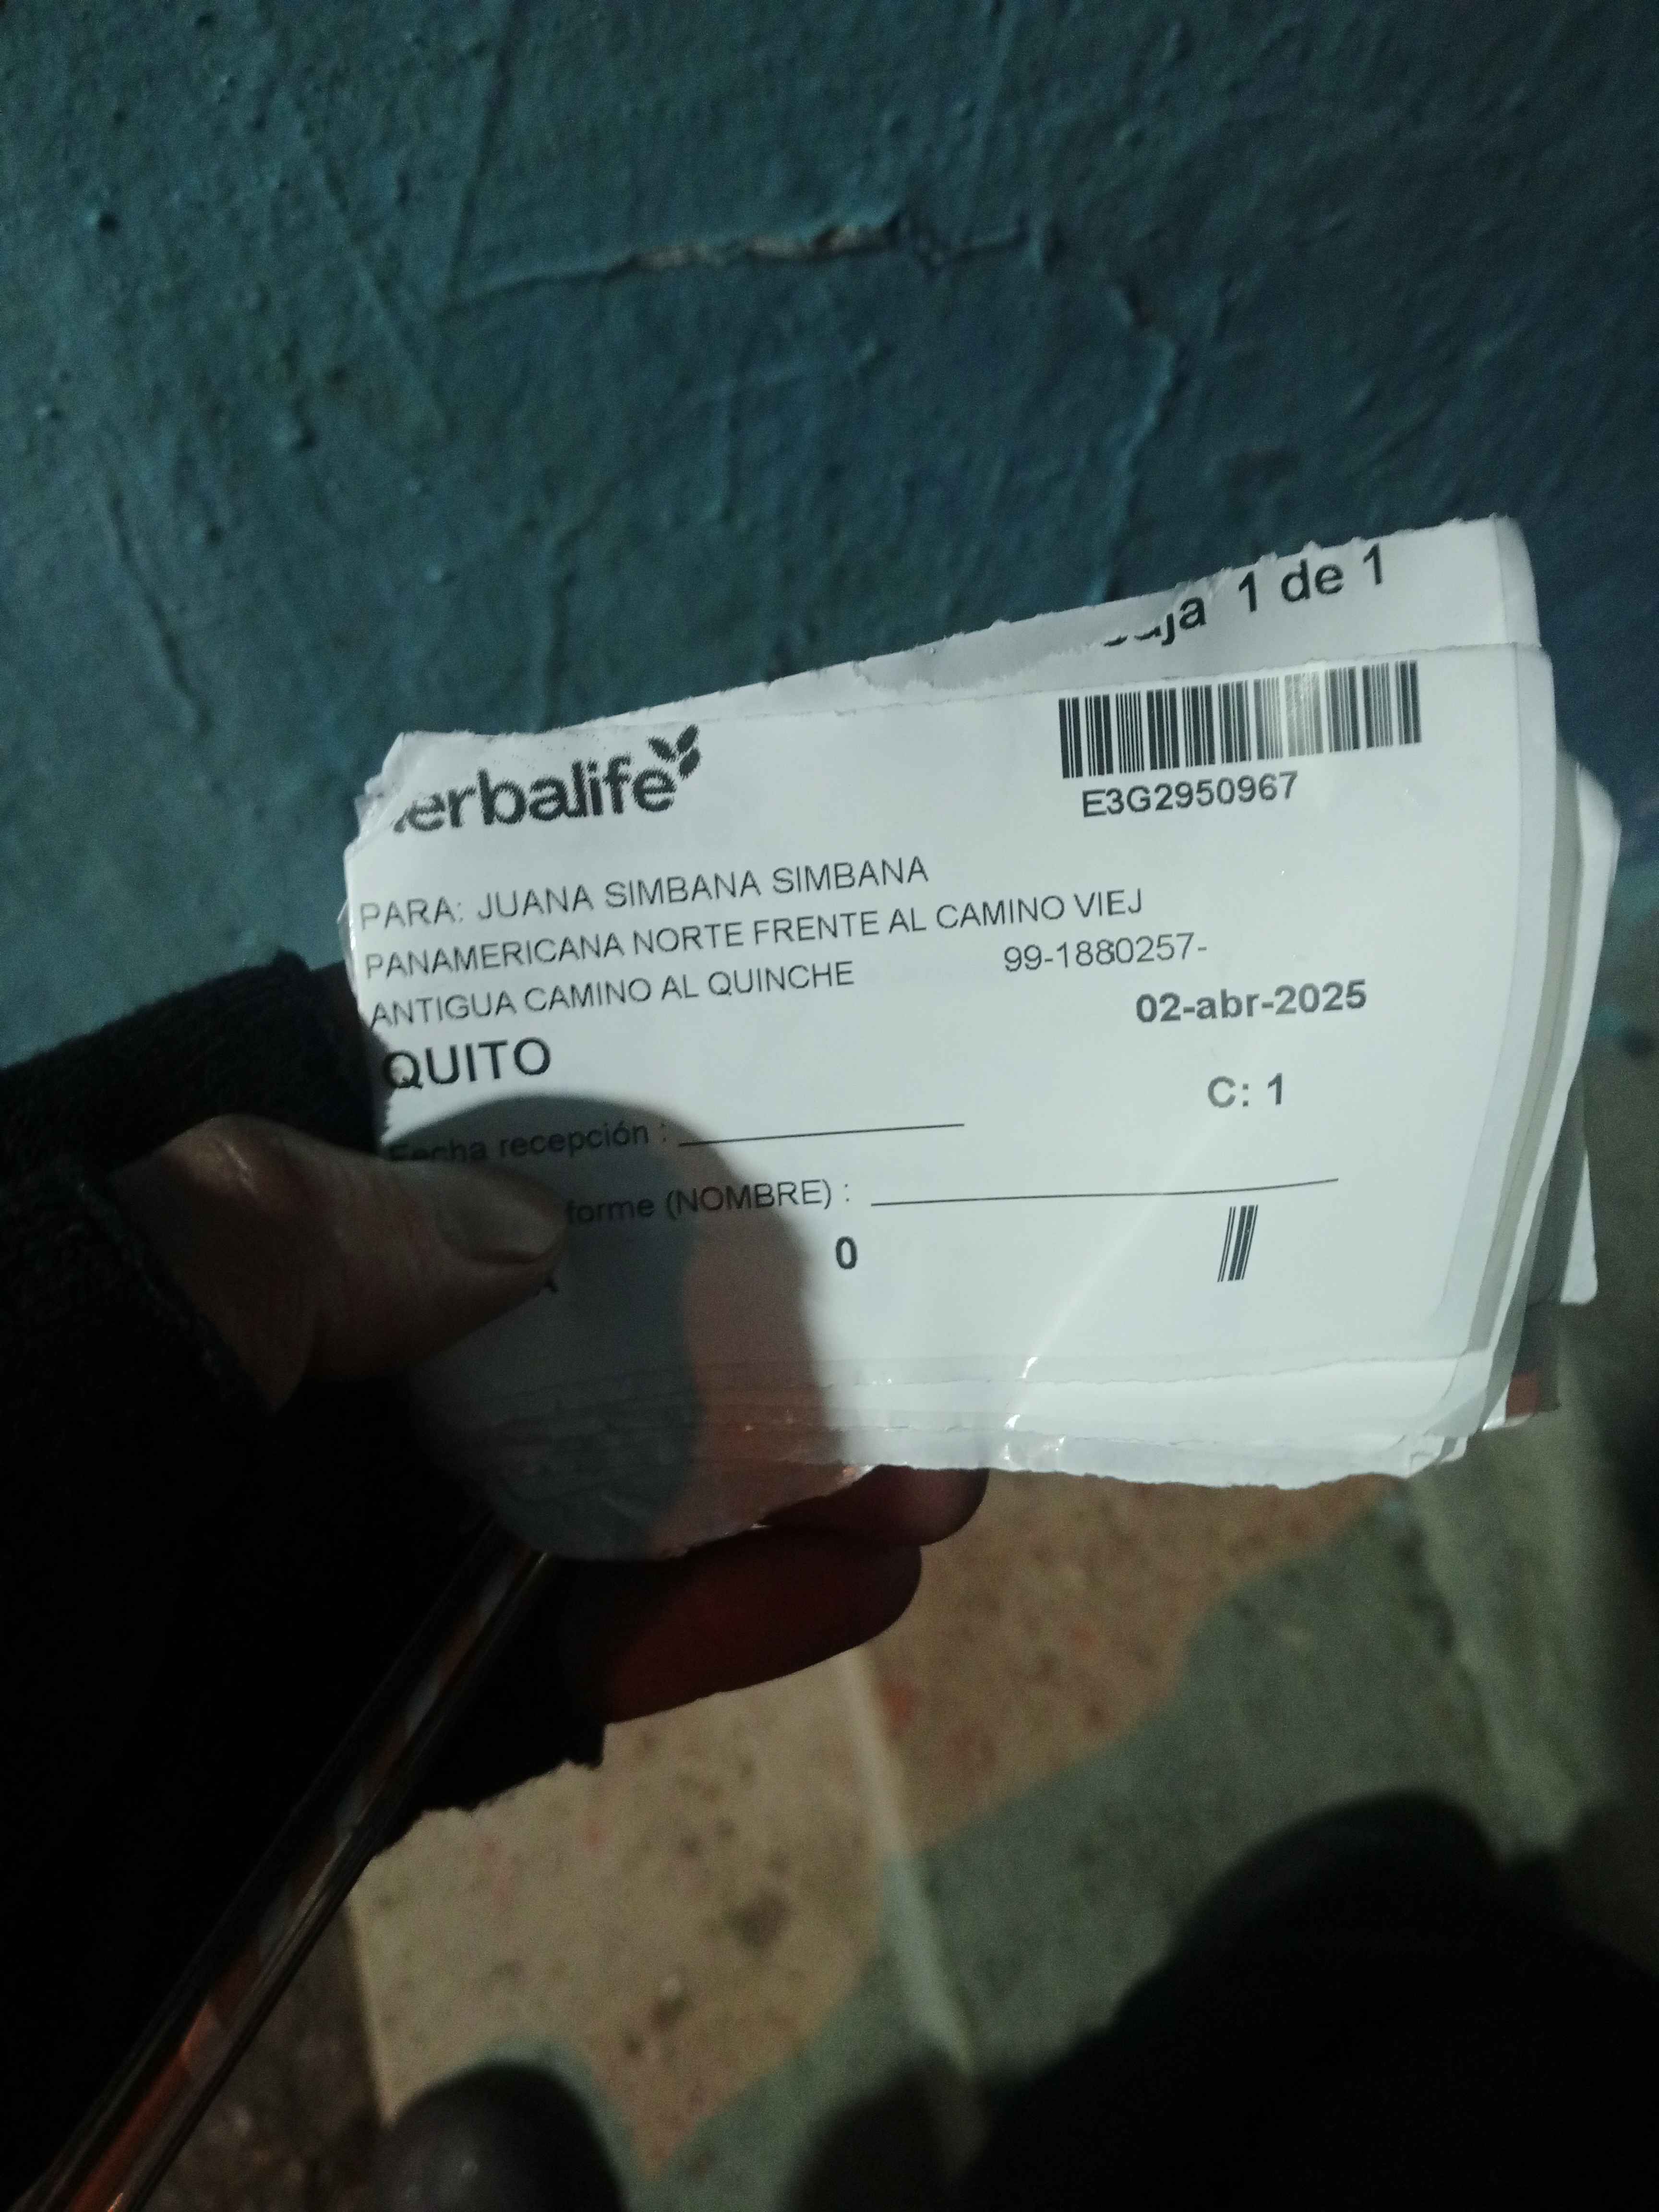 1 de 1
erbalife
E3G2950967
PARA: JUANA SIMBANA SIMBANA
PANAMERICANA NORTE FRENTE AL CAMINO VIEJ
ANTIGUA CAMINO AL QUINCHE 99-1880257-
02-abr-2025
QUITO
C: 1
Fecha recepción :
forme (NOMBRE) :
0